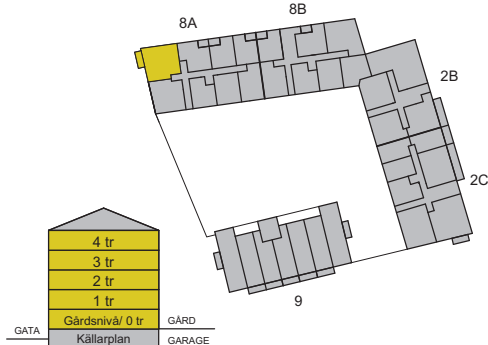 8A
8B
2B
2C
9
4 tr
3 tr
2 tr
1 tr
Gårdsnivå/ 0 tr
GÅRD
GATA
Källarplan
GARAGE